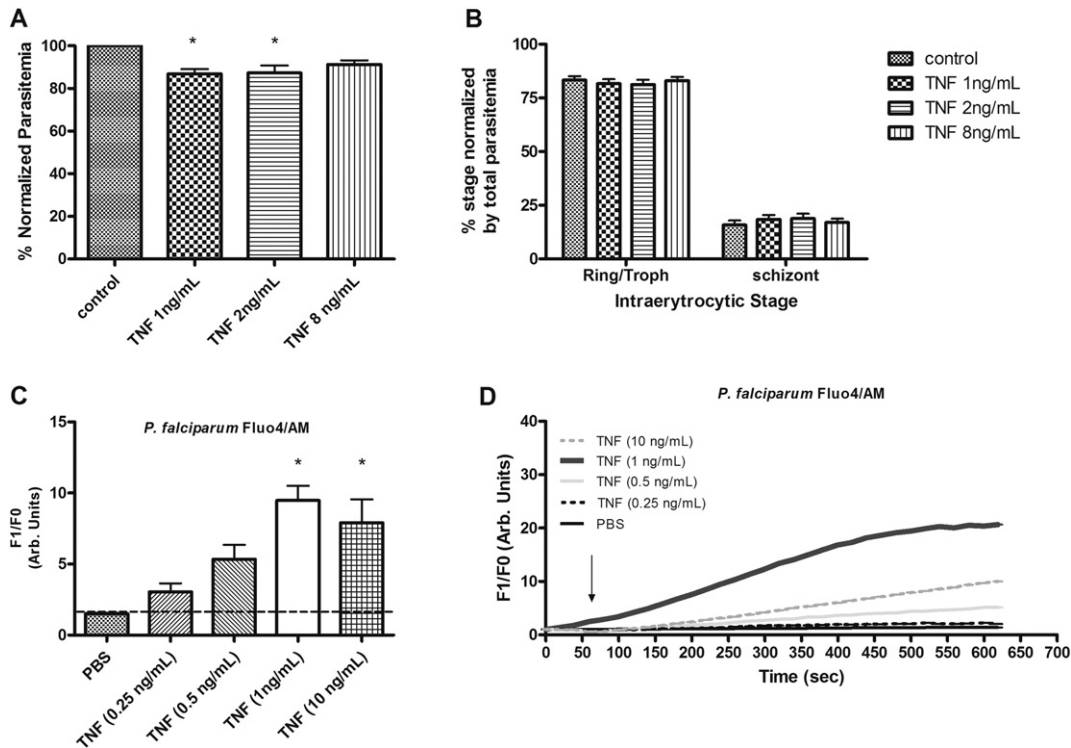 A
% Normalized Parasitemia
100
80
60
40
20
0
* *
control
TNF 1ng/mL
TNF 2ng/mL
TNF 8 ng/mL
B
% stage normalized
by total parasitemia
100
75
50
25
0
Ring/Troph schizont
Intraerytrocytic Stage
control
TNF 1ng/mL
TNF 2ng/mL
TNF 8ng/mL
C
P. falciparum Fluo4/AM
F1/F0
(Arb. Units)
15
10
5
0
* *
PBS
TNF (0.25 ng/mL)
TNF (0.5 ng/mL)
TNF (1ng/mL)
TNF (10 ng/mL)
D
P. falciparum Fluo4/AM
F1/F0 (Arb. Units)
40
30
20
10
0
TNF (10 ng/mL)
TNF (1 ng/mL)
TNF (0.5 ng/mL)
TNF (0.25 ng/mL)
PBS
0 50 100 150 200 250 300 350 400 450 500 550 600 650 700
Time (sec)